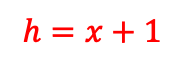 h = x + 1